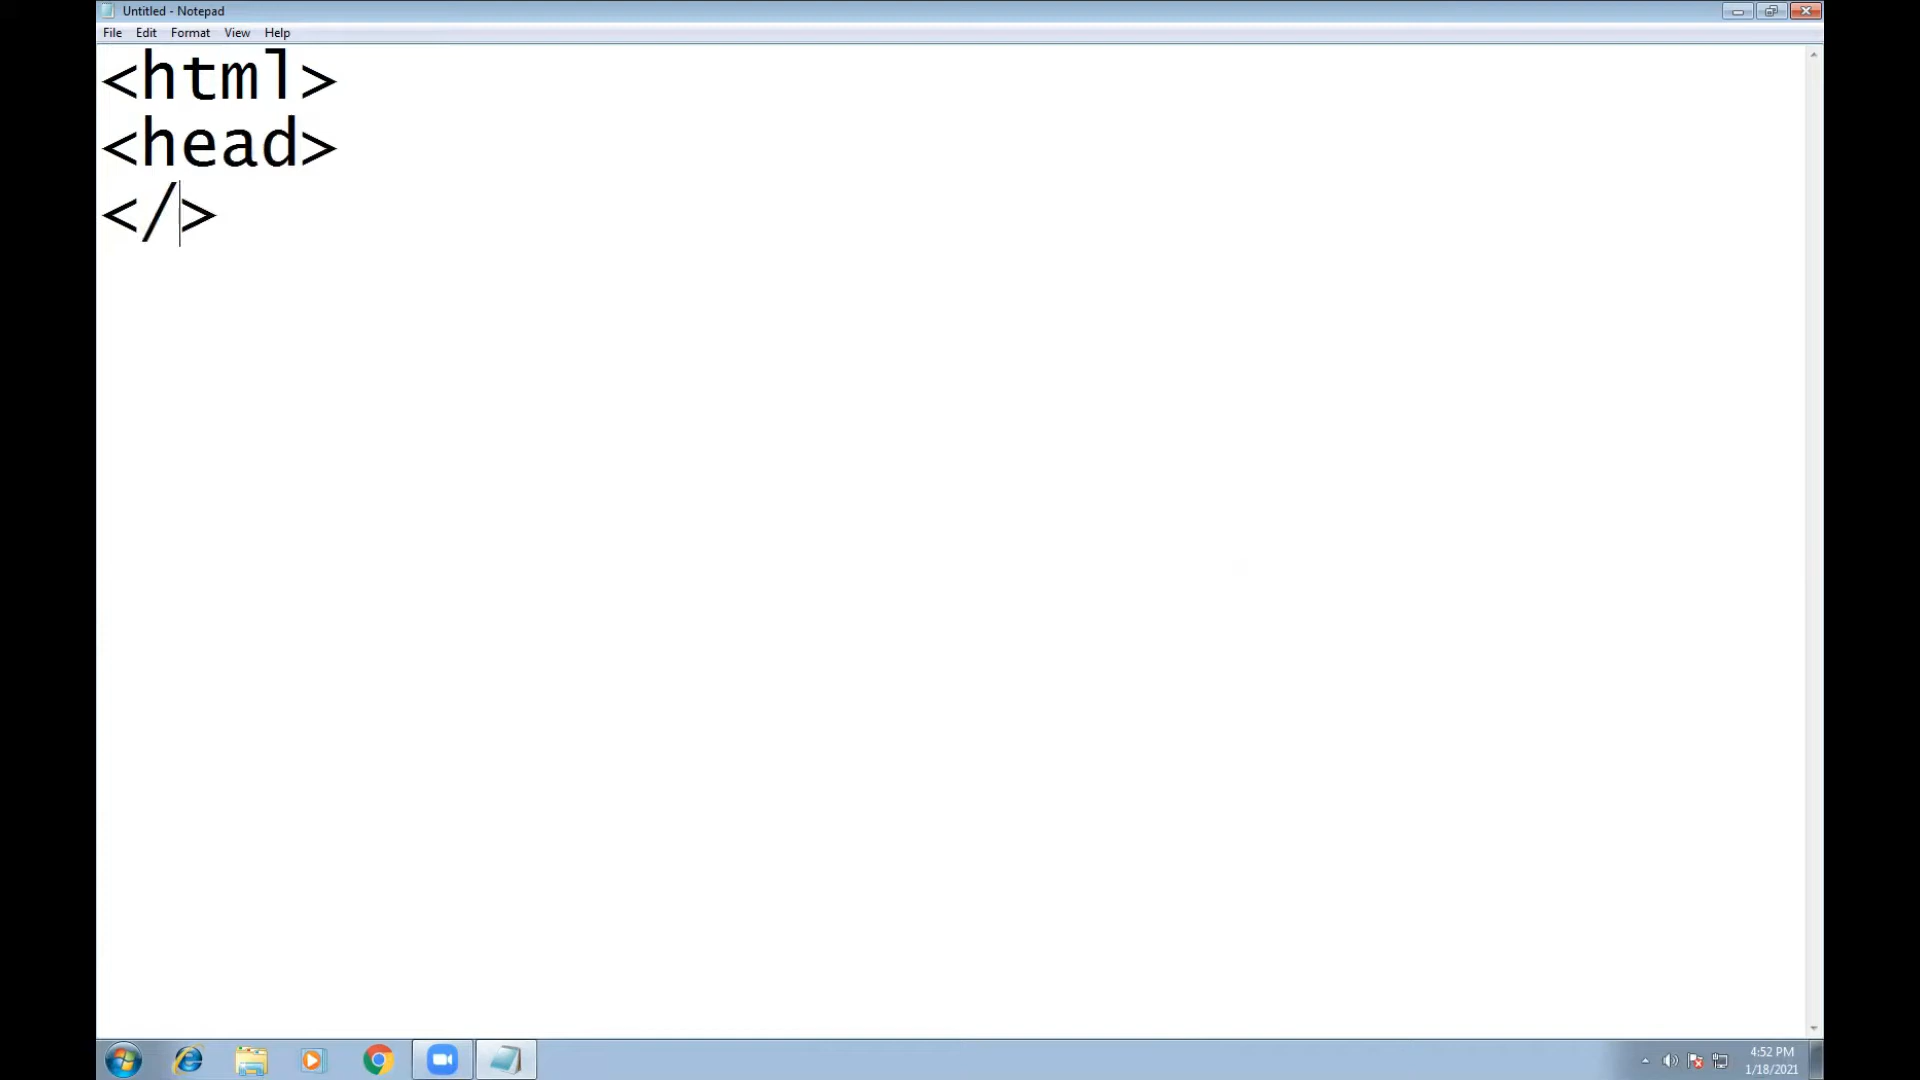 Untitled - Notepad
File Edit Format View Help
<html>
<head>
</>
4:52 PM
1/18/2021